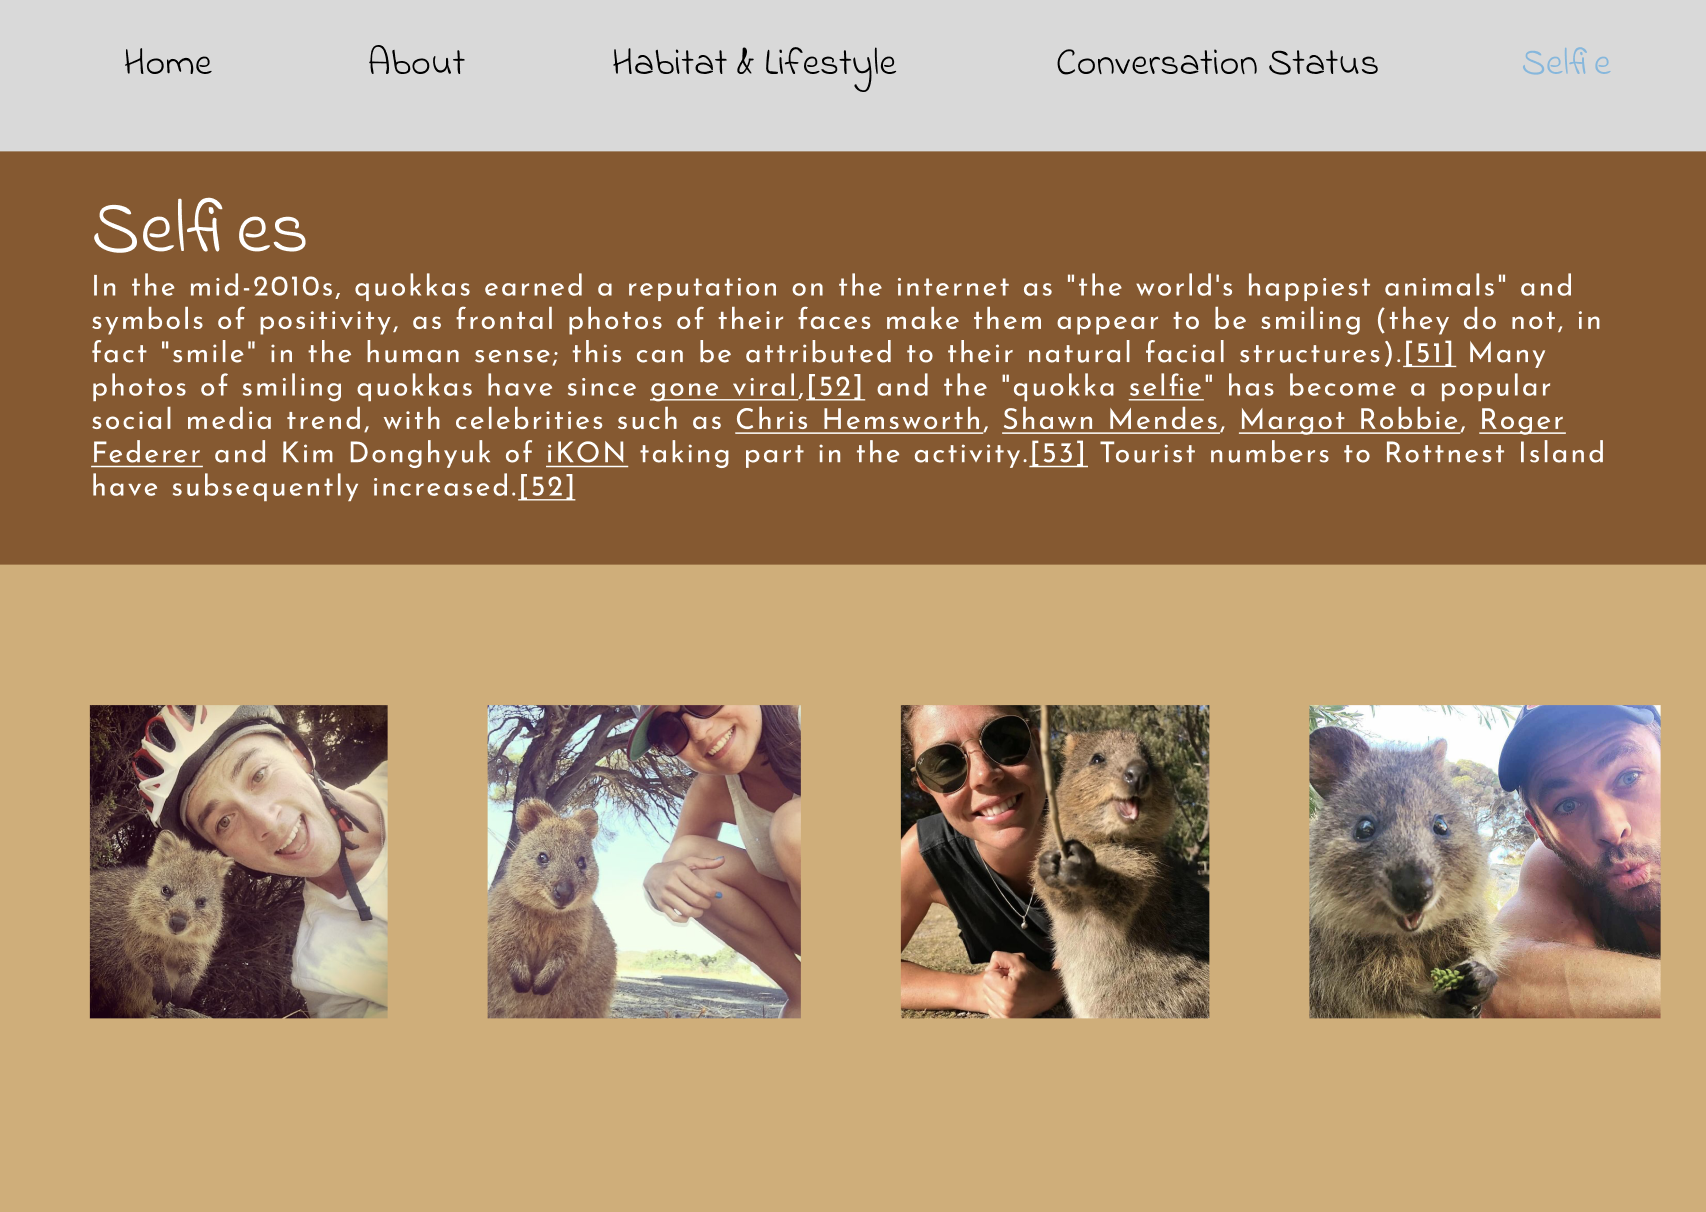 Home About Habitat & Lifestyle Conversation Status Selfie
Selfies
In the mid-2010s, quokkas earned a reputation on the internet as "the world's happiest animals" and
symbols of positivity, as frontal photos of their faces make them appear to be smiling (they do not, in
fact "smile" in the human sense; this can be attributed to their natural facial structures).[51] Many
photos of smiling quokkas have since gone viral,[52] and the "quokka selfie" has become a popular
social media trend, with celebrities such as Chris Hemsworth, Shawn Mendes, Margot Robbie, Roger
Federer and Kim Donghyuk of iKON taking part in the activity.[53] Tourist numbers to Rottnest Island
have subsequently increased.[52]